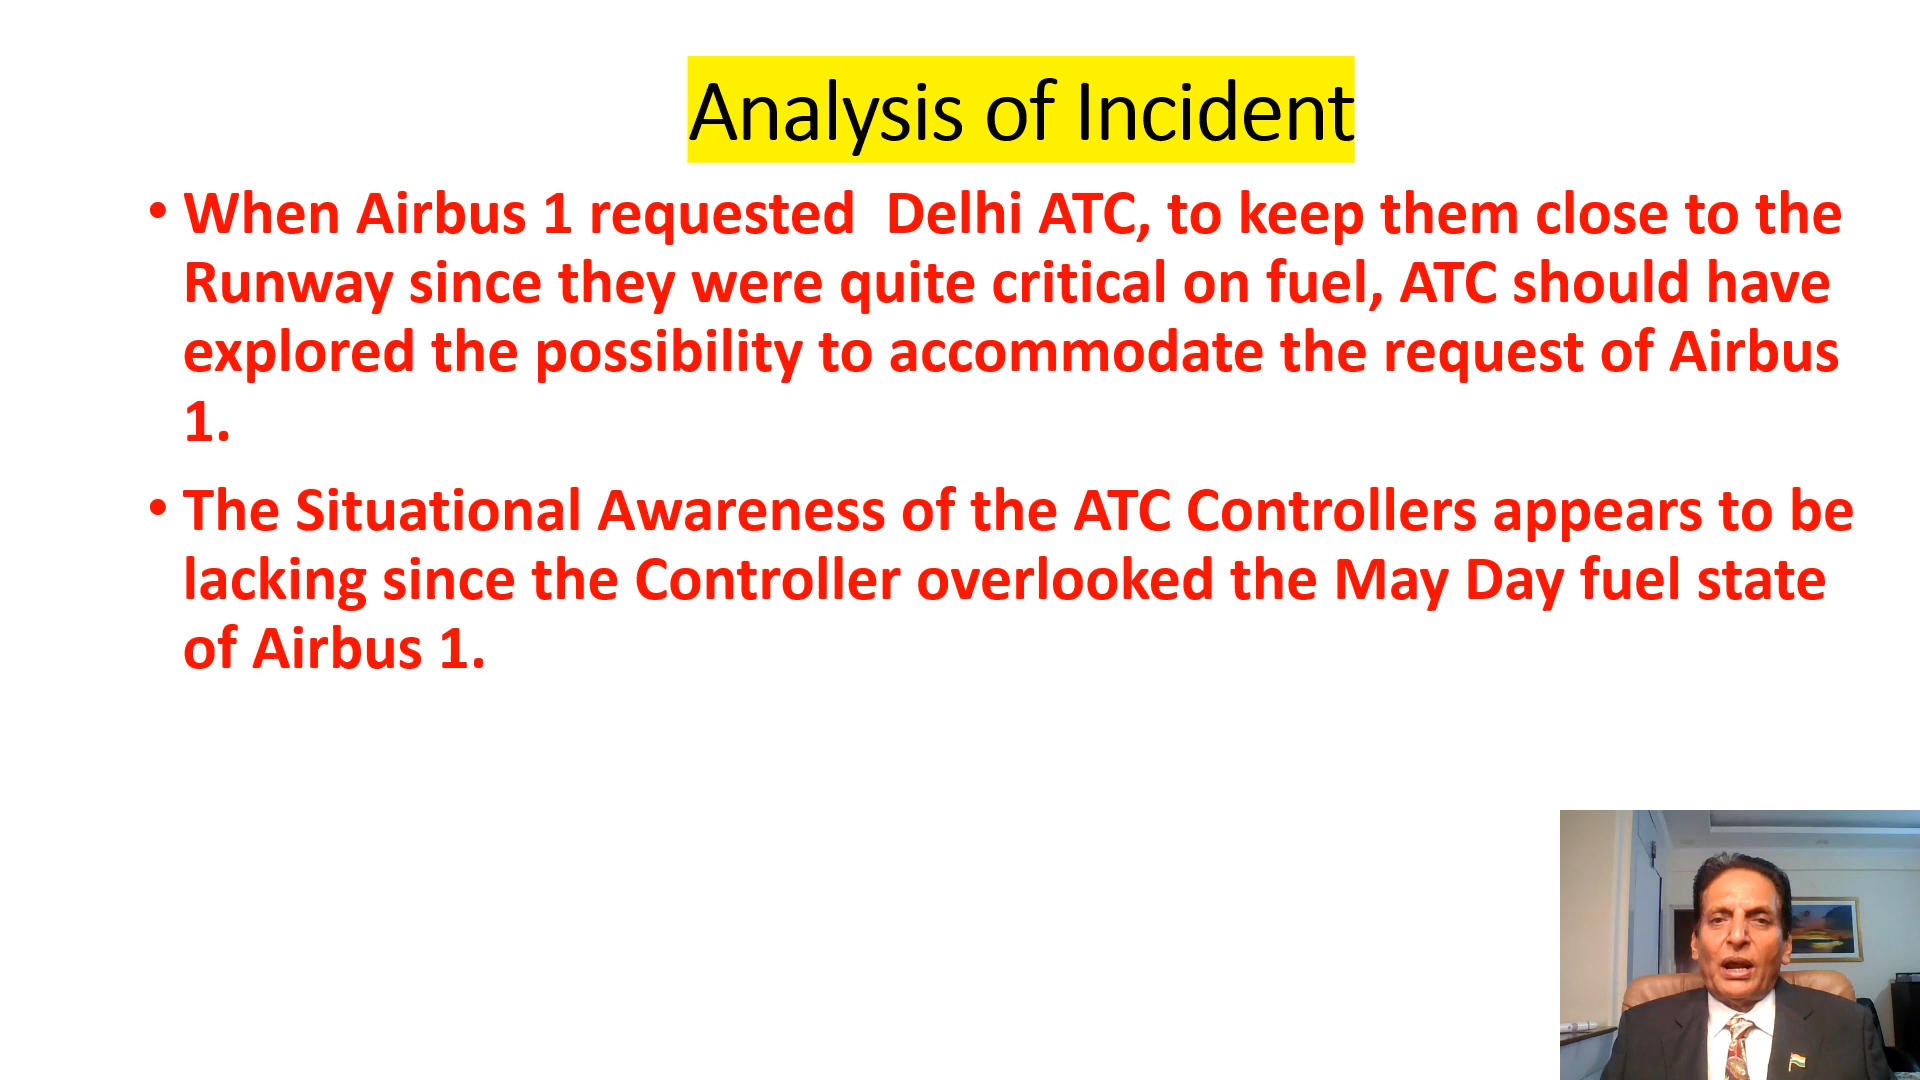 Analysis of Incident
• When Airbus 1 requested  Delhi ATC, to keep them close to the
Runway since they were quite critical on fuel, ATC should have
explored the possibility to accommodate the request of Airbus
1.
• The Situational Awareness of the ATC Controllers appears to be
lacking since the Controller overlooked the May Day fuel state
of Airbus 1.